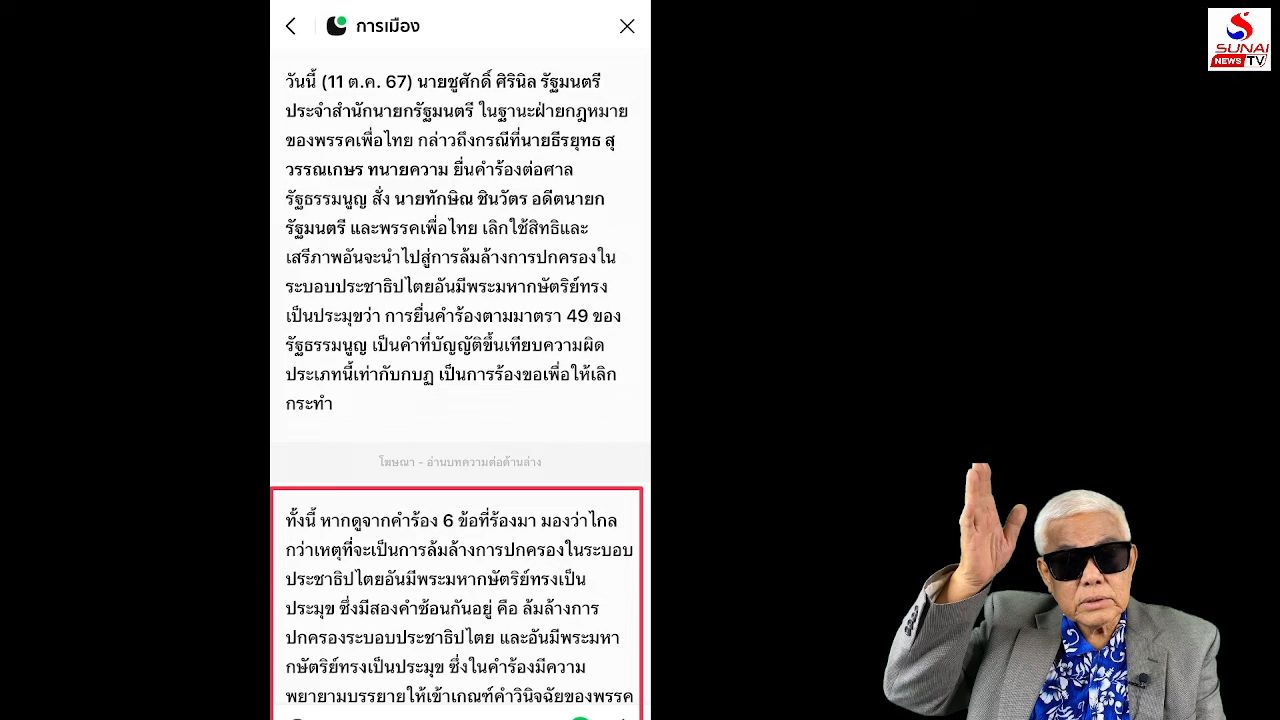 การเมือง
SUNAI
NEWS TV
วันนี้ (11 ต.ค. 67) นายชูศักดิ์ ศิรินิล รัฐมนตรี
ประจำสำนักนายกรัฐมนตรี ในฐานะฝ่ายกฎหมาย
ของพรรคเพื่อไทย กล่าวถึงกรณีที่นายธีรยุทธ สุ
วรรณเกษร ทนายความ ยื่นคำร้องต่อศาล
รัฐธรรมนูญ สั่ง นายทักษิณ ชินวัตร อดีตนายก
รัฐมนตรี และพรรคเพื่อไทย เลิกใช้สิทธิและ
เสรีภาพอันจะนำไปสู่การล้มล้างการปกครองใน
ระบอบประชาธิปไตยอันมีพระมหากษัตริย์ทรง
เป็นประมุขว่า การยื่นคำร้องตามมาตรา 49 ของ
รัฐธรรมนูญ เป็นคำที่บัญญัติขึ้นเทียบความผิด
ประเภทนี้เท่ากับกบฏ เป็นการร้องขอเพื่อให้เลิก
กระทำ
โฆษณา - อ่านบทความต่อด้านล่าง
ทั้งนี้ หากดูจากคำร้อง 6 ข้อที่ร้องมา มองว่าไกล
กว่าเหตุที่จะเป็นการล้มล้างการปกครองในระบอบ
ประชาธิปไตยอันมีพระมหากษัตริย์ทรงเป็น
ประมุข ซึ่งมีสองคำซ้อนกันอยู่ คือ ล้มล้างการ
ปกครองระบอบประชาธิปไตย และอันมีพระมหา
กษัตริย์ทรงเป็นประมุข ซึ่งในคำร้องมีความ
พยายามบรรยายให้เข้าเกณฑ์คำวินิจฉัยของพรรค